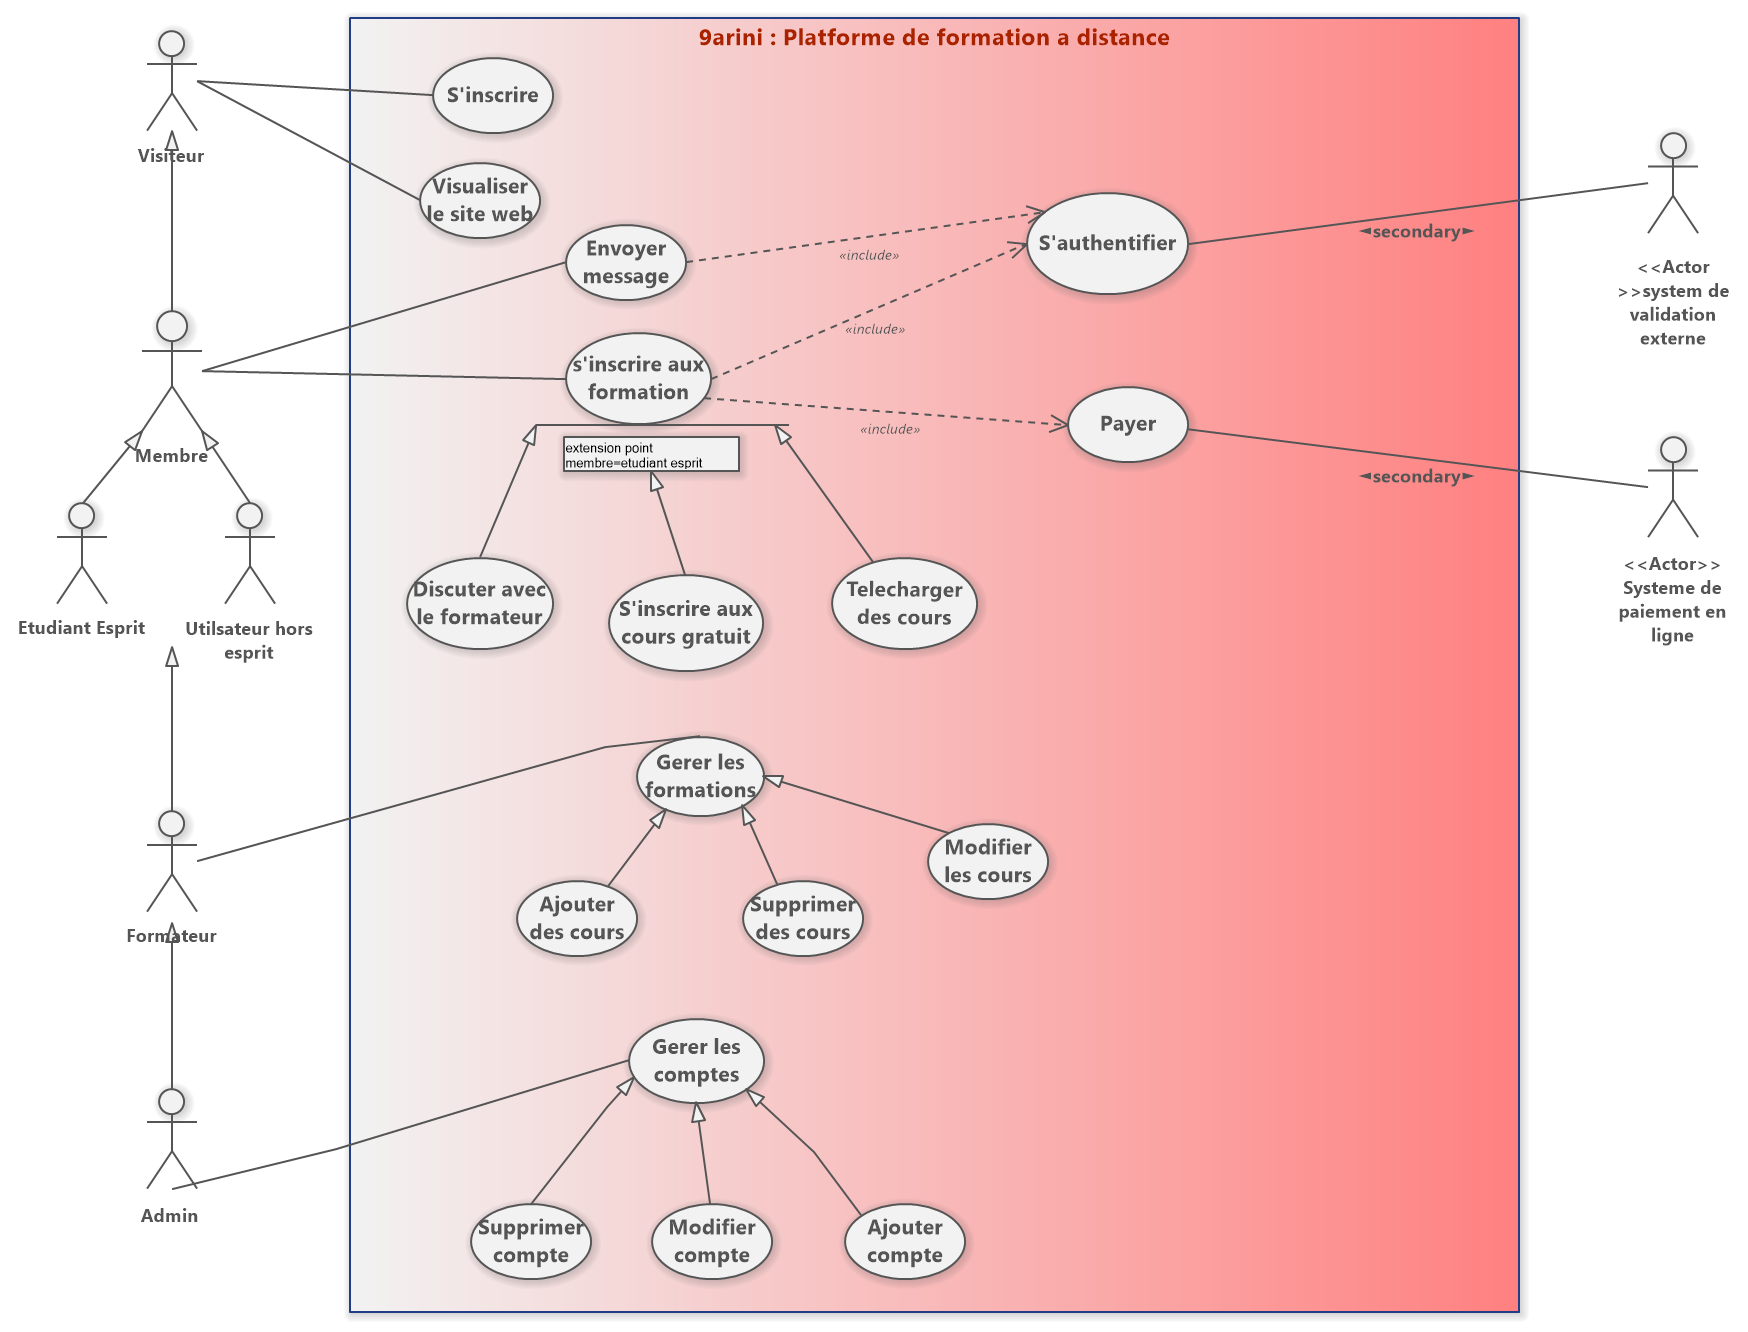 9arini : Platforme de formation a distance
S'inscrire
Visiteur
Visualiser
le site web
Envoyer
message
S'authentifier
«include»
◄secondary►
<<Actor
>>system de
validation
externe
«include»
s'inscrire aux
formation
Payer
«include»
extension point
membre=etudiant esprit
Membre
◄secondary►
<<Actor>>
Systeme de
paiement en
ligne
Discuter avec
le formateur
S'inscrire aux
cours gratuit
Telecharger
des cours
Etudiant Esprit
Utilsateur hors
esprit
Gerer les
formations
Modifier
les cours
Ajouter
des cours
Supprimer
des cours
Formateur
Gerer les
comptes
Admin
Supprimer
compte
Modifier
compte
Ajouter
compte